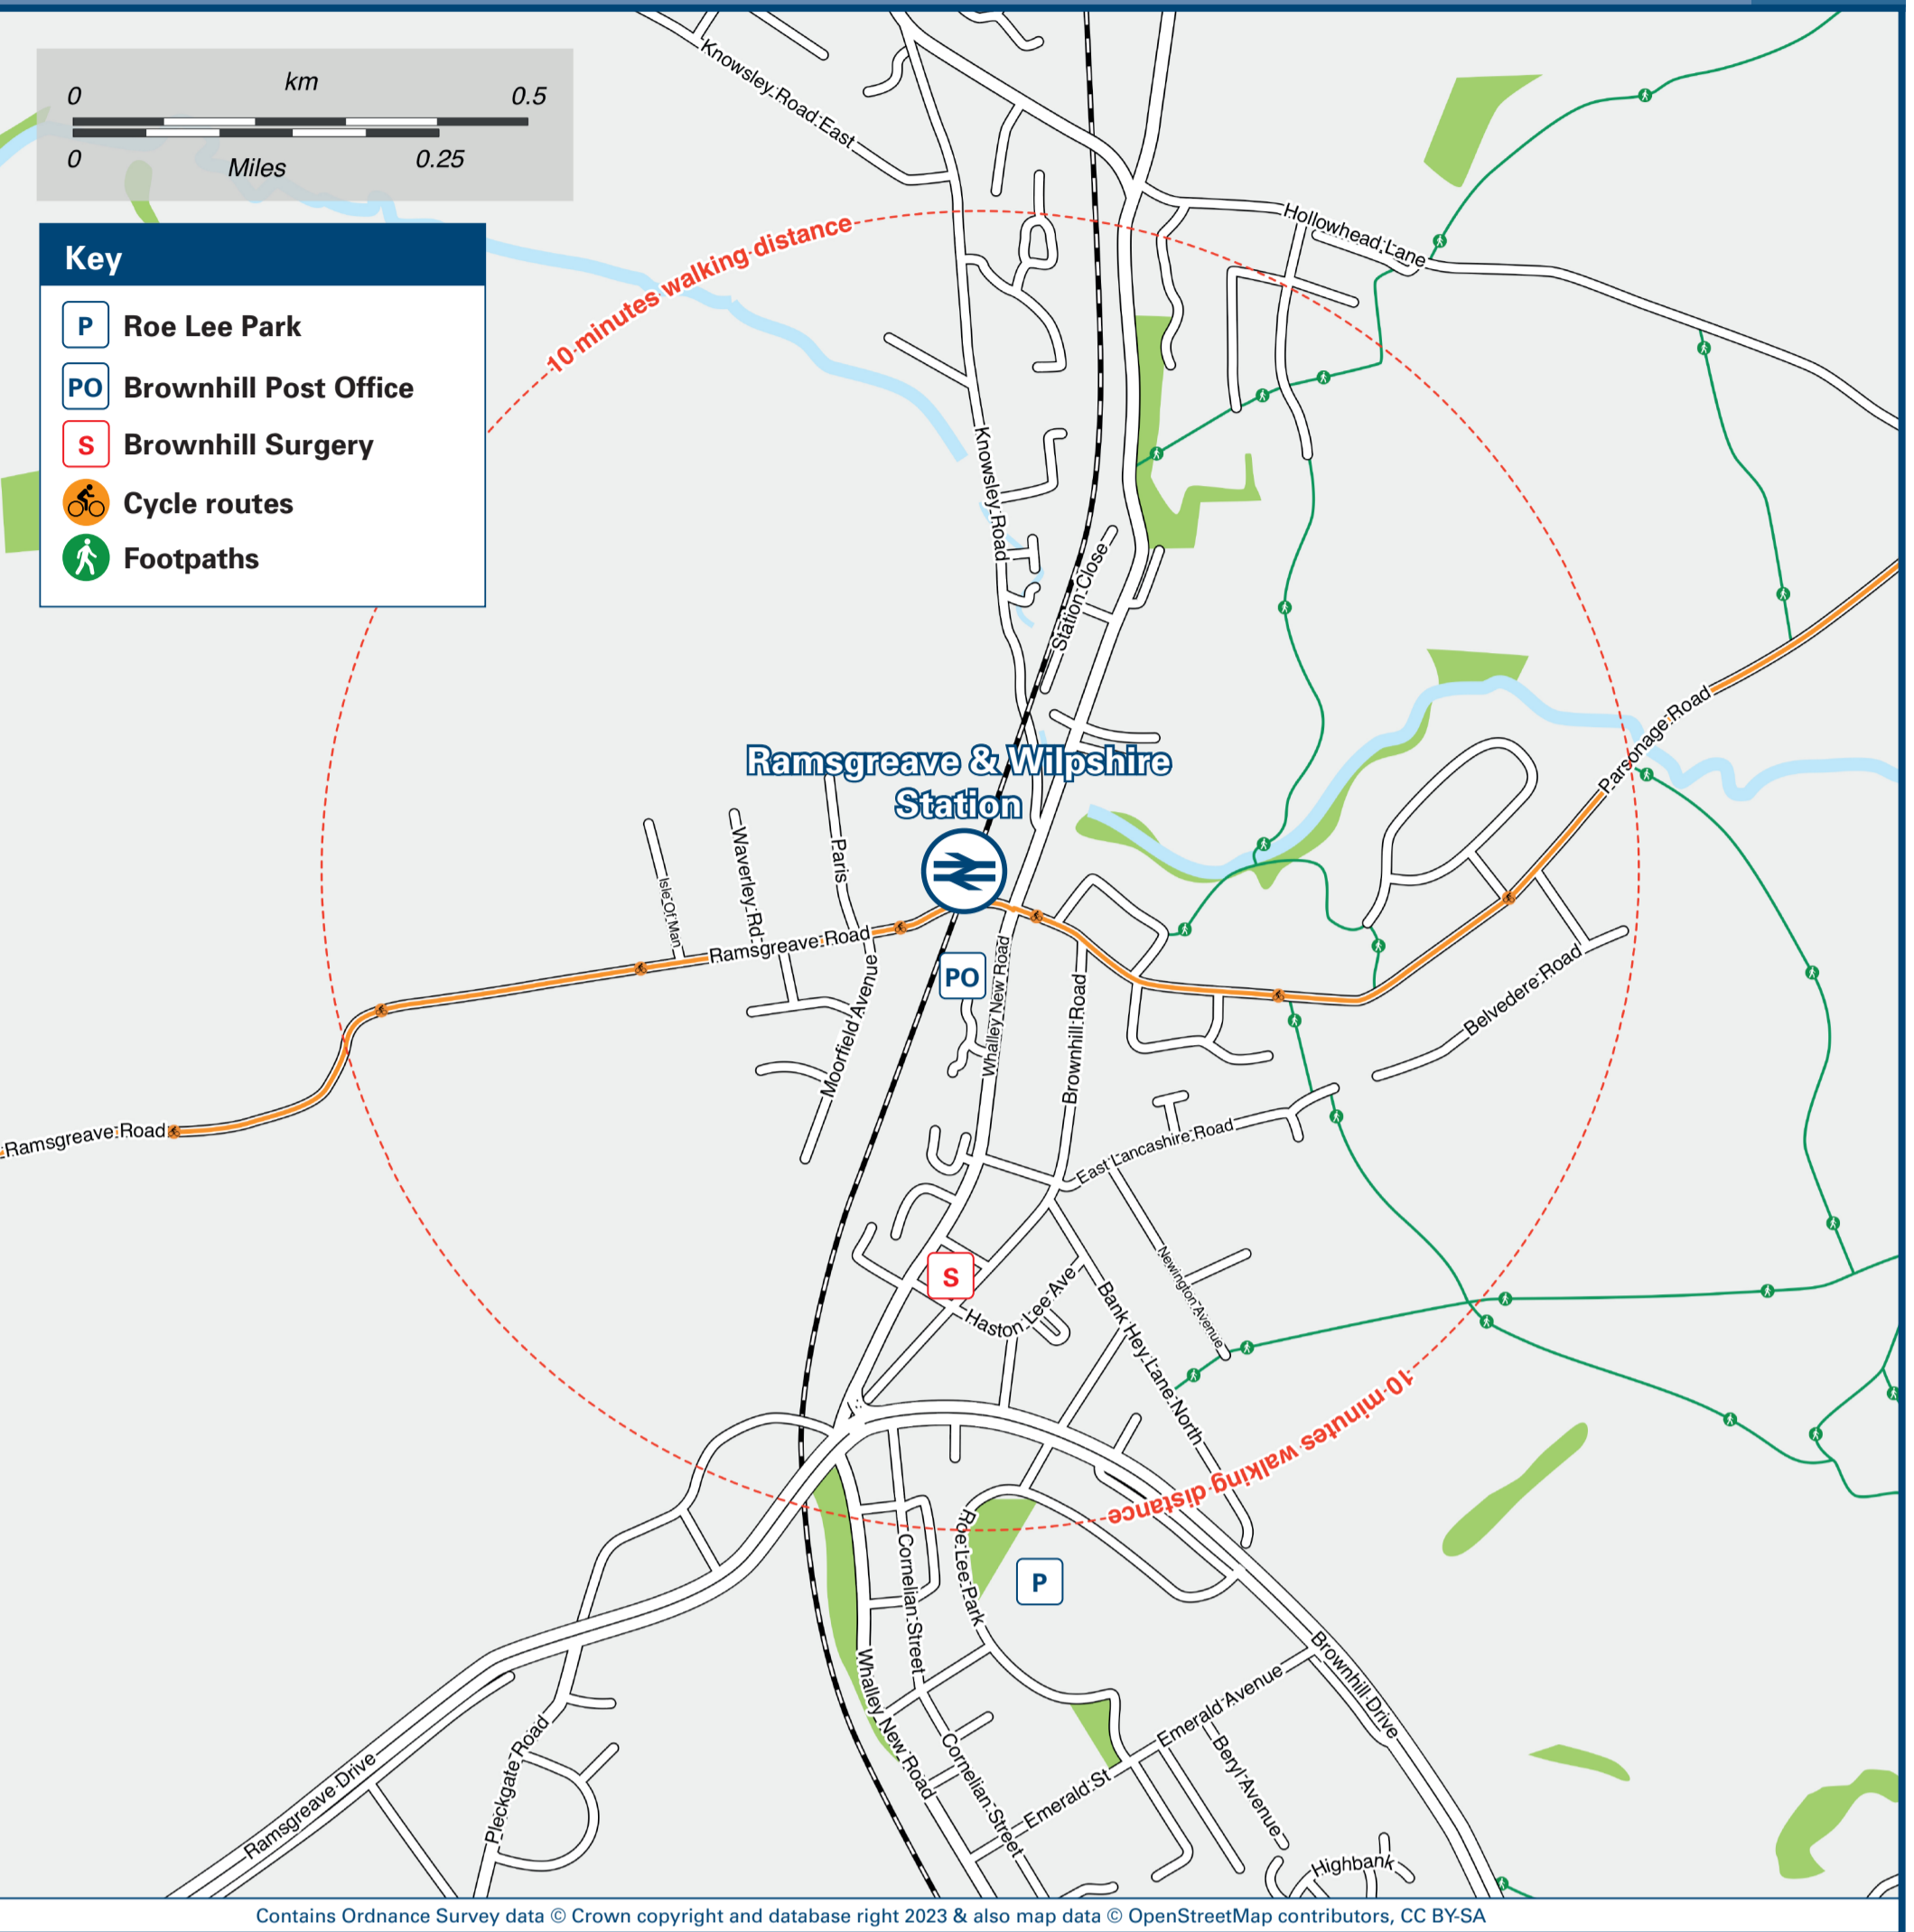 km
0
0.5
0
Miles
0.25
Key
P
Roe Lee Park
PO
Brownhill Post Office
S
Brownhill Surgery
Cycle routes
Footpaths
Knowsley Road East
Hollowhead Lane
10 minutes walking distance
Knowsley Road
Station Close
Parsonage Road
Ramsgreave & Wilpshire
Station
Isle Of Man
Waverley Rd
Paris
Ramsgreave Road
Moorfield Avenue
PO
Whalley New Road
Brownhill Road
Belvedere Road
Ramsgreave Road
East Lancashire Road
Newington Avenue
S
Haston Lee Ave
Bank Hey Lane North
10 minutes walking distance
Roe Lee Park
P
Cornelian Street
Whalley New Road
Brownhill Drive
Emerald Avenue
Beryl Avenue
Emerald St
Cornelian Street
Pleckgate Road
Ramsgreave Drive
Highbank
Contains Ordnance Survey data © Crown copyright and database right 2023 & also map data © OpenStreetMap contributors, CC BY-SA